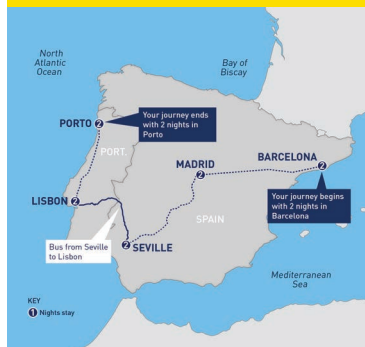 North
Atlantic
Ocean
Bay of
Biscay
Your journey ends
with 2 nights in
Porto
PORTO 2
PORT.
MADRID
2
BARCELONA
2
Your journey begins
with 2 nights in
Barcelona
LISBON 2
SPAIN
Bus from Seville
to Lisbon
2 SEVILLE
Mediterranean
Sea
KEY
1 Nights stay